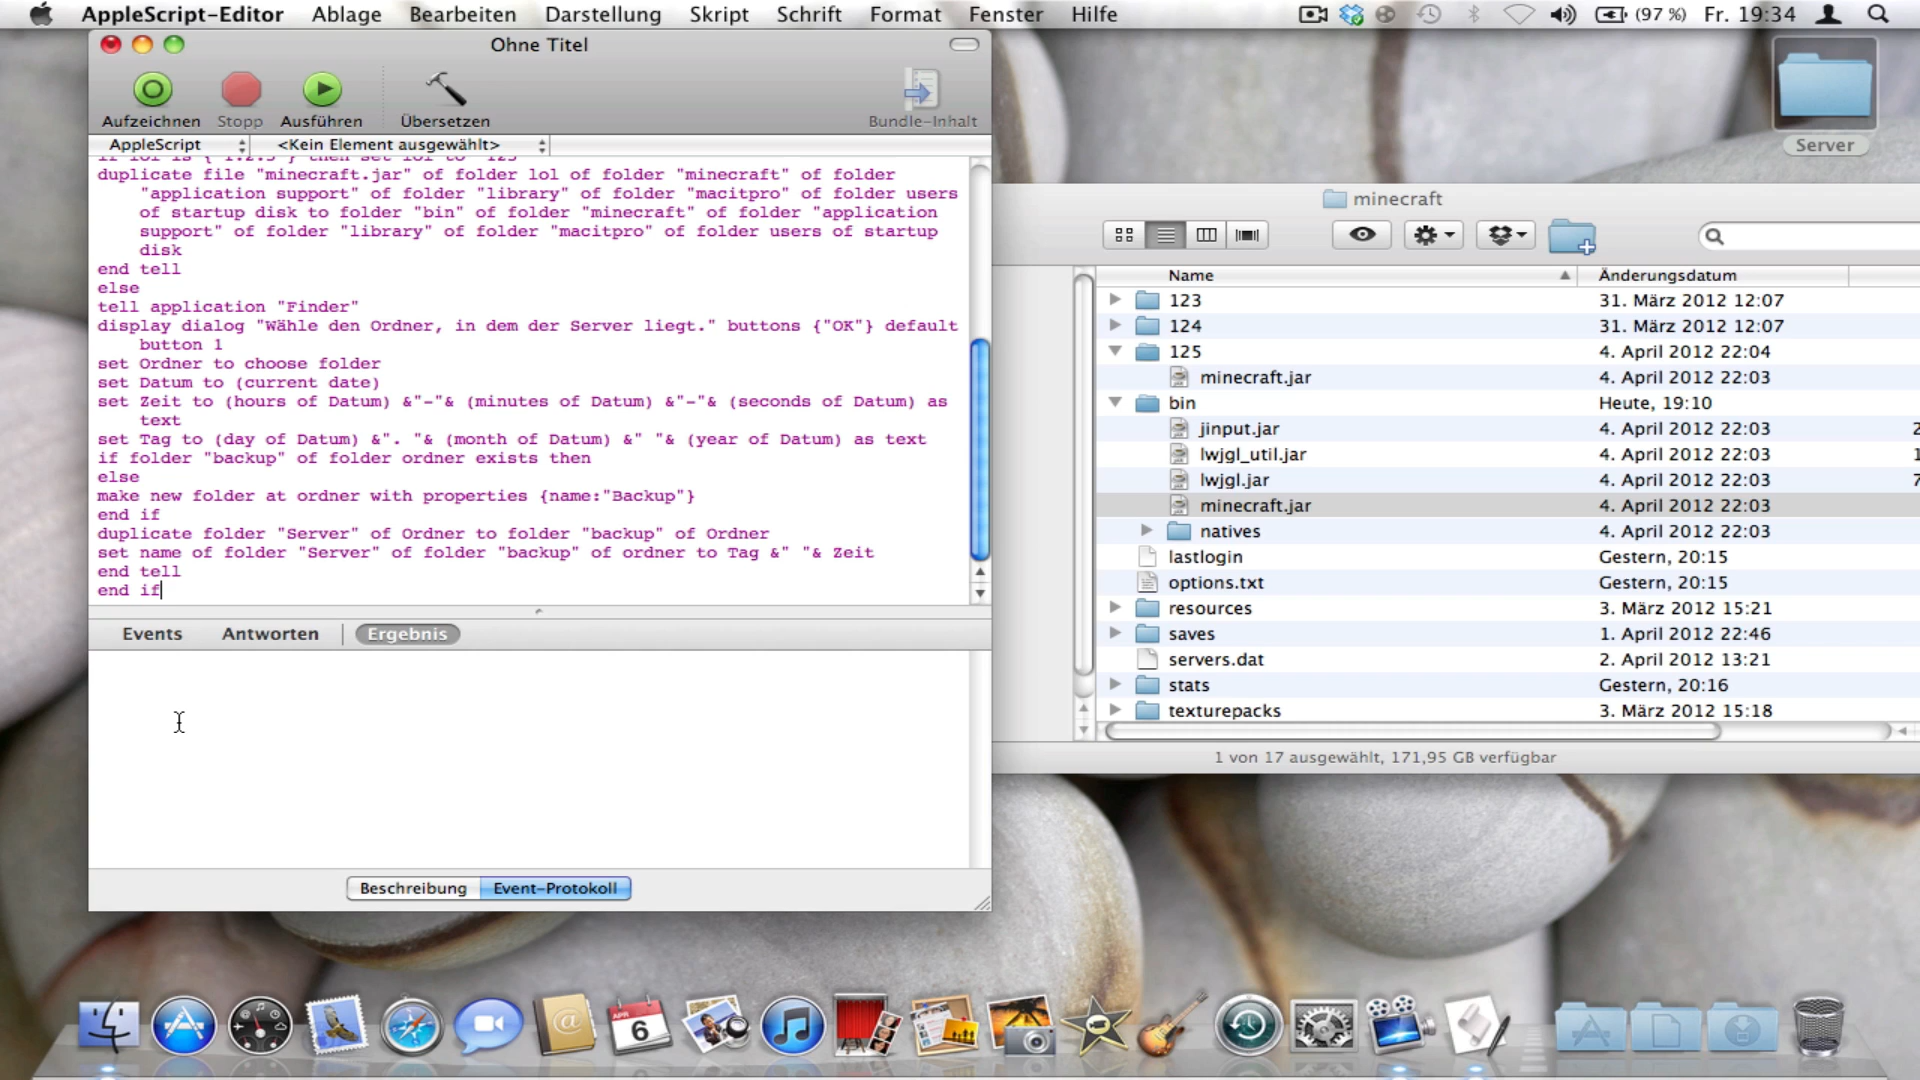 AppleScript-Editor Ablage Bearbeiten Darstellung Skript Schrift Format Fenster Hilfe (97 %) Fr. 19:34
Ohne Titel
Aufzeichnen Stopp Ausführen Übersetzen Bundle-Inhalt
AppleScript <Kein Element ausgewählt>
duplicate file "minecraft.jar" of folder lol of folder "minecraft" of folder
"application support" of folder "library" of folder "macitpro" of folder users
of startup disk to folder "bin" of folder "minecraft" of folder "application
support" of folder "library" of folder "macitpro" of folder users of startup
disk
end tell
else
tell application "Finder"
display dialog "Wähle den Ordner, in dem der Server liegt." buttons {"OK"} default
button 1
set Ordner to choose folder
set Datum to (current date)
set Zeit to (hours of Datum) &"-"& (minutes of Datum) &"-"& (seconds of Datum) as
text
set Tag to (day of Datum) &". "& (month of Datum) &" "& (year of Datum) as text
if folder "backup" of folder ordner exists then
else
make new folder at ordner with properties {name:"Backup"}
end if
duplicate folder "Server" of Ordner to folder "backup" of Ordner
set name of folder "Server" of folder "backup" of ordner to Tag &" "& Zeit
end tell
end if
Events Antworten Ergebnis
Beschreibung Event-Protokoll
Server
minecraft
Name Änderungsdatum
123 31. März 2012 12:07
124 31. März 2012 12:07
125 4. April 2012 22:04
minecraft.jar 4. April 2012 22:03
bin Heute, 19:10
jinput.jar 4. April 2012 22:03 2
lwjgl_util.jar 4. April 2012 22:03 1
lwjgl.jar 4. April 2012 22:03 7
minecraft.jar 4. April 2012 22:03
natives 4. April 2012 22:03
lastlogin Gestern, 20:15
options.txt Gestern, 20:15
resources 3. März 2012 15:21
saves 1. April 2012 22:46
servers.dat 2. April 2012 13:21
stats Gestern, 20:16
texturepacks 3. März 2012 15:18
1 von 17 ausgewählt, 171,95 GB verfügbar
APR
6